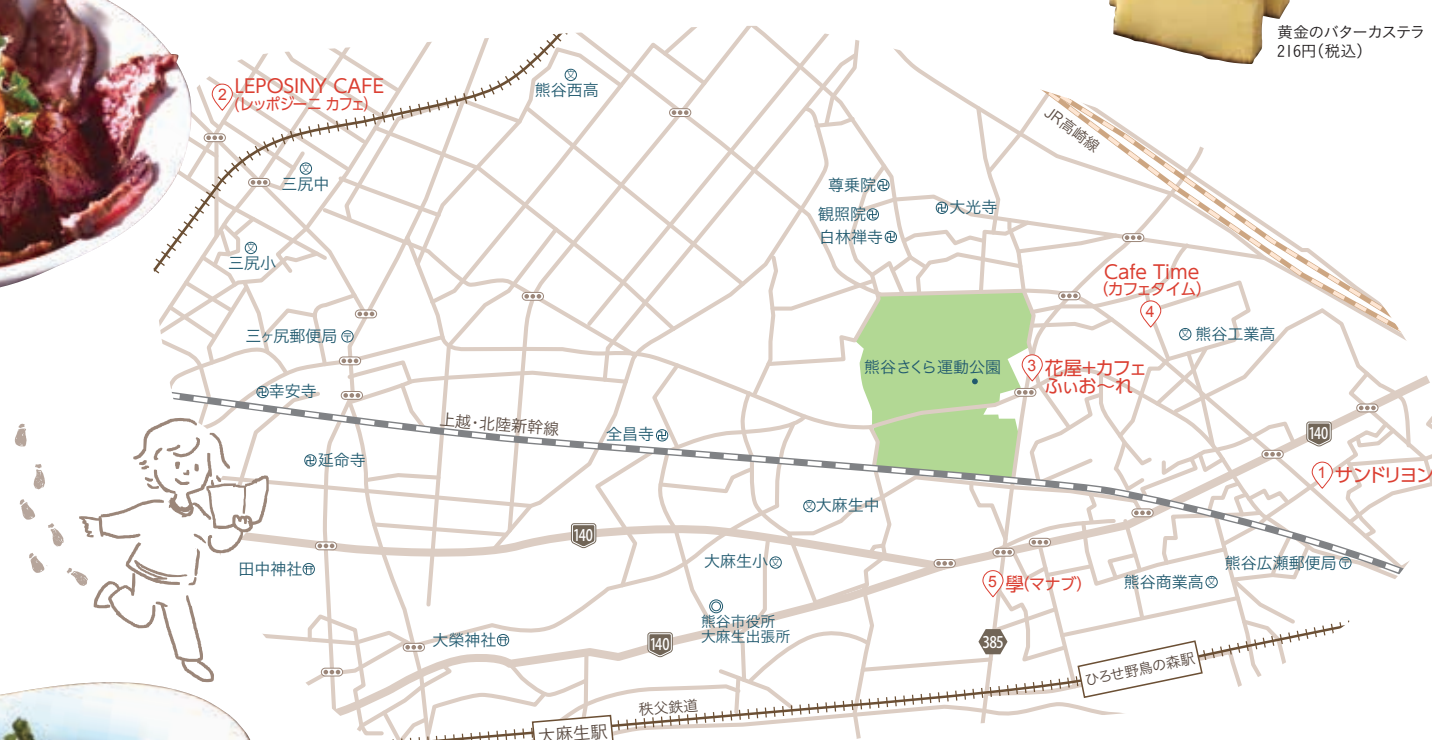 黄金のバターカステラ
216円(税込)
2
LEPOSINY CAFE
(レッポジーニ カフェ)
熊谷西高
JR高崎線
三尻中
尊乗院
観照院
大光寺
白林禅寺
三尻小
Cafe Time
(カフェタイム)
4
三ヶ尻郵便局
熊谷工業高
熊谷さくら運動公園
3
花屋+カフェ
ふぃお〜れ
幸安寺
上越・北陸新幹線
全昌寺
140
延命寺
1
サンドリヨン
大麻生中
140
田中神社
大麻生小
熊谷広瀬郵便局
5
學(マナブ)
熊谷商業高
熊谷市役所
大麻生出張所
大榮神社
140
385
ひろせ野鳥の森駅
秩父鉄道
大麻生駅